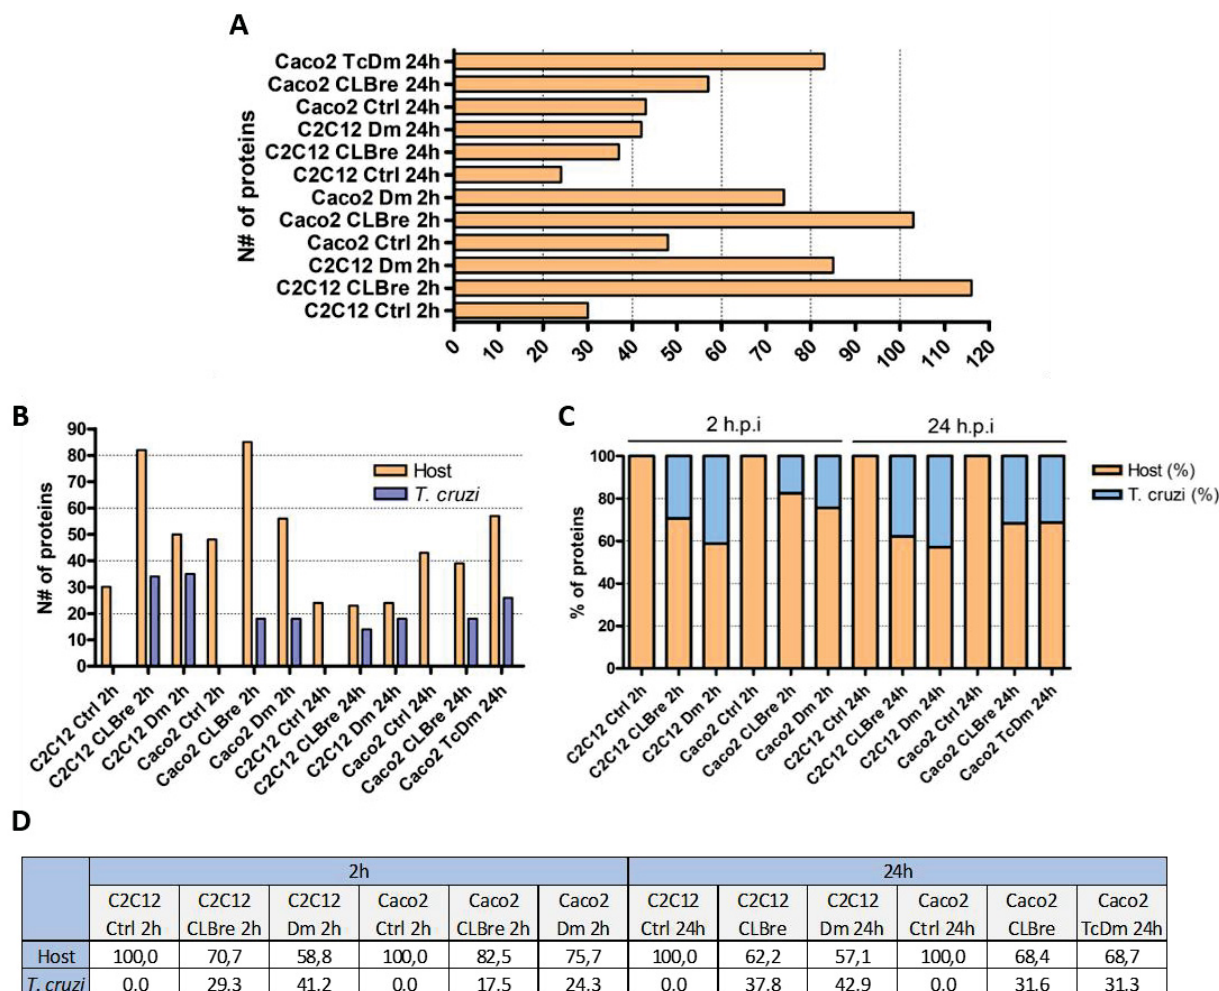 A
N# of proteins
Caco2 TcDm 24h
Caco2 CLBre 24h
Caco2 Ctrl 24h
C2C12 Dm 24h
C2C12 CLBre 24h
C2C12 Ctrl 24h
Caco2 Dm 2h
Caco2 CLBre 2h
Caco2 Ctrl 2h
C2C12 Dm 2h
C2C12 CLBre 2h
C2C12 Ctrl 2h
0 10 20 30 40 50 60 70 80 90 100 110 120
B
N# of proteins
90
80
70
60
50
40
30
20
10
0
Host
T. cruzi
C2C12 Ctrl 2h
C2C12 CLBre 2h
C2C12 Dm 2h
Caco2 Ctrl 2h
Caco2 CLBre 2h
Caco2 Dm 2h
C2C12 Ctrl 24h
C2C12 CLBre 24h
C2C12 Dm 24h
Caco2 Ctrl 24h
Caco2 CLBre 24h
Caco2 TcDm 24h
C
2 h.p.i 24 h.p.i
% of proteins
100
80
60
40
20
0
Host (%)
T. cruzi (%)
C2C12 Ctrl 2h
C2C12 CLBre 2h
C2C12 Dm 2h
Caco2 Ctrl 2h
Caco2 CLBre 2h
Caco2 Dm 2h
C2C12 Ctrl 24h
C2C12 CLBre 24h
C2C12 Dm 24h
Caco2 Ctrl 24h
Caco2 CLBre 24h
Caco2 TcDm 24h
D
2h 24h
C2C12 C2C12 C2C12 Caco2 Caco2 Caco2 C2C12 C2C12 C2C12 Caco2 Caco2 Caco2
Ctrl 2h CLBre 2h Dm 2h Ctrl 2h CLBre 2h Dm 2h Ctrl 24h CLBre Dm 24h Ctrl 24h CLBre TcDm 24h
Host 100,0 70,7 58,8 100,0 82,5 75,7 100,0 62,2 57,1 100,0 68,4 68,7
T. cruzi 0,0 29,3 41,2 0,0 17,5 24,3 0,0 37,8 42,9 0,0 31,6 31,3